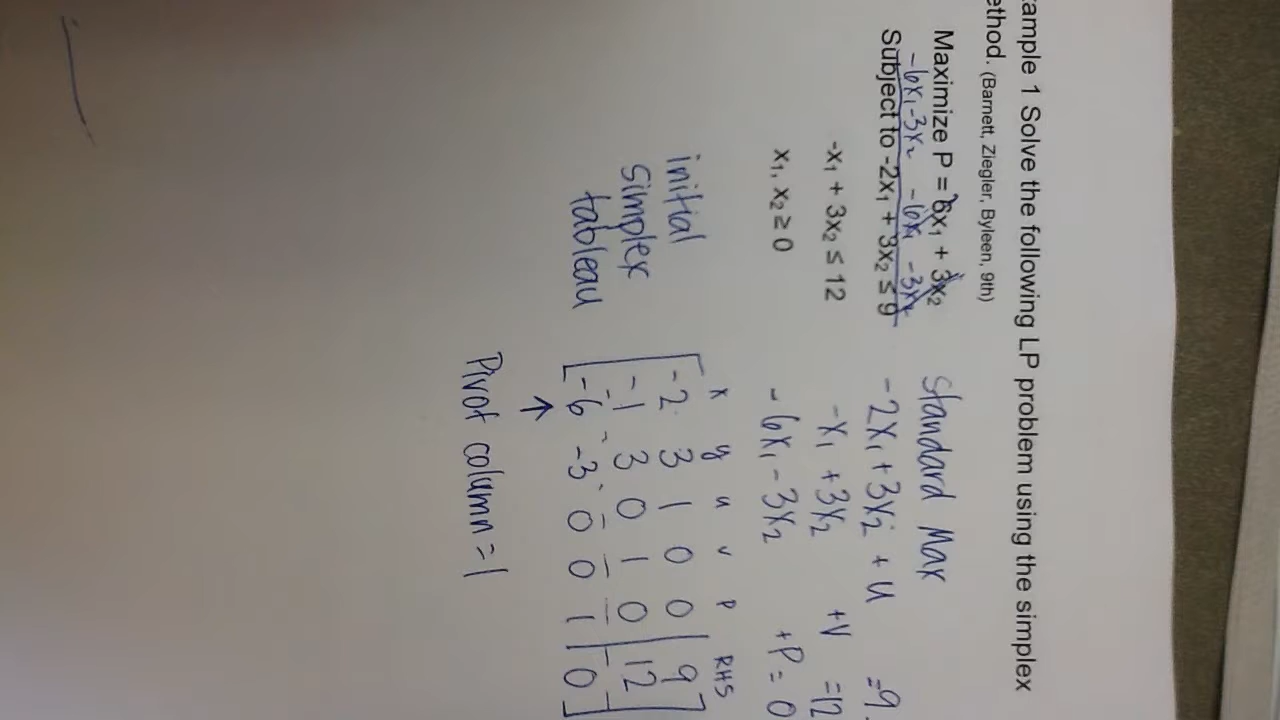 ample 1 Solve the following LP problem using the simplex
ethod. (Barnett, Ziegler, Byleen, 9th)
Maximize P = 6x₁ + 3x₂
-6x₁-3x₂ -6x₁ -3x₂
Subject to -2x₁ + 3x₂ ≤ 9
-x₁ + 3x₂ ≤ 12
x₁, x₂ ≥ 0
Standard Max
-2x₁+3x₂ +u =9
-x₁ +3x₂ +v =12
-6x₁-3x₂ +P=0
initial
simplex
tableau
x y u v P RHS
-2 3 1 0 0 9
-1 3 0 1 0 12
-6 -3 0 0 1 0
Pivot column=1